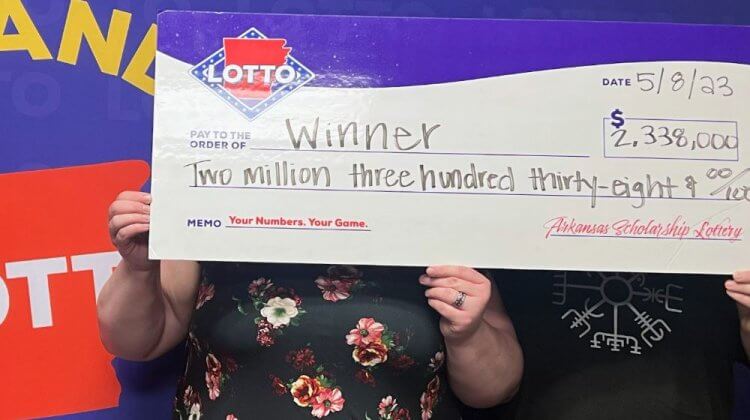 AND
LOTTO
DATE 5/8/23
PAY TO THE
ORDER OF Winner
$ 2,338,000
Two million three hundred thirty-eight & 00/100
MEMO Your Numbers. Your Game.
Arkansas Scholarship Lottery
OTT